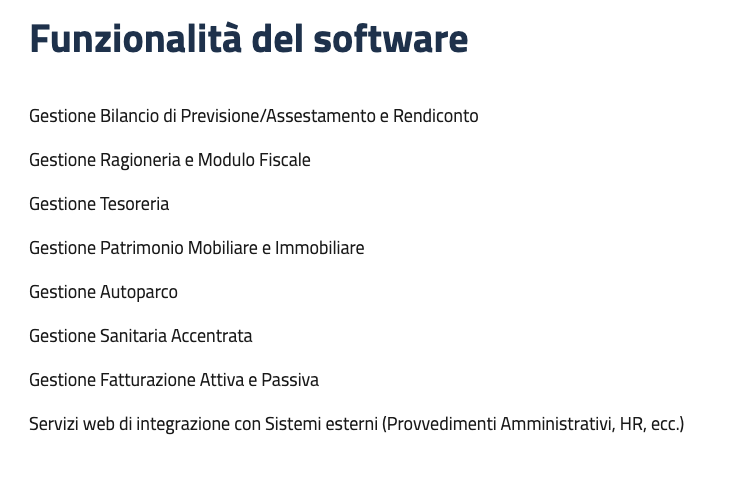 Funzionalità del software
Gestione Bilancio di Previsione/Assestamento e Rendiconto
Gestione Ragioneria e Modulo Fiscale
Gestione Tesoreria
Gestione Patrimonio Mobiliare e Immobiliare
Gestione Autoparco
Gestione Sanitaria Accentrata
Gestione Fatturazione Attiva e Passiva
Servizi web di integrazione con Sistemi esterni (Provvedimenti Amministrativi, HR, ecc.)